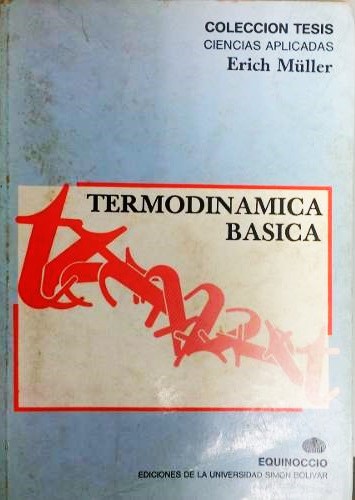 COLECCION TESIS
CIENCIAS APLICADAS
Erich Müller
TERMODINAMICA
BASICA
EQUINOCCIO
EDICIONES DE LA UNIVERSIDAD SIMON BOLIVAR